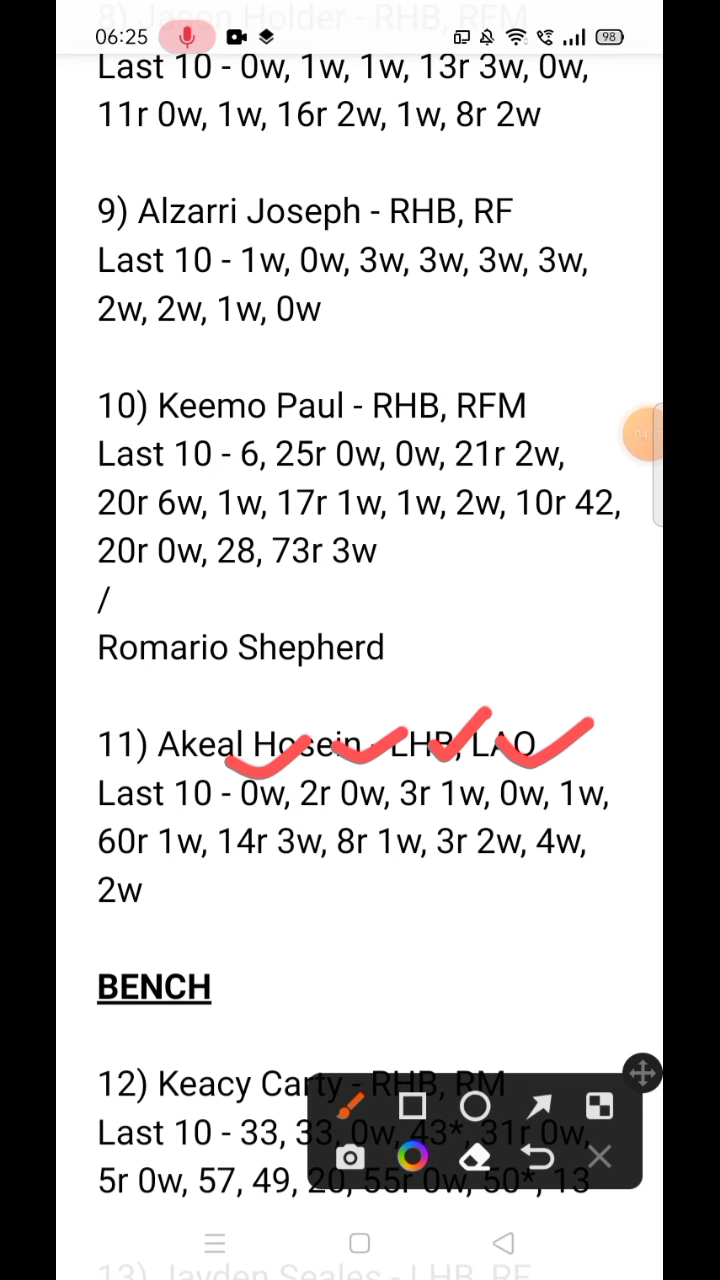 8) Jason Holder - RHB, RFM
06:25
98
Last 10 - 0w, 1w, 1w, 13r 3w, 0w,
11r 0w, 1w, 16r 2w, 1w, 8r 2w
9) Alzarri Joseph - RHB, RF
Last 10 - 1w, 0w, 3w, 3w, 3w, 3w,
2w, 2w, 1w, 0w
10) Keemo Paul - RHB, RFM
Last 10 - 6, 25r 0w, 0w, 21r 2w,
20r 6w, 1w, 17r 1w, 1w, 2w, 10r 42,
20r 0w, 28, 73r 3w
/
Romario Shepherd
11) Akeal Hosein - LHB, LAO
Last 10 - 0w, 2r 0w, 3r 1w, 0w, 1w,
60r 1w, 14r 3w, 8r 1w, 3r 2w, 4w,
2w
BENCH
12) Keacy Carty - RHB, RM
Last 10 - 33, 33, 0w, 43*, 31r 0w,
5r 0w, 57, 49, 20, 55r 0w, 50*, 13
13) Jayden Seales - LHB, RF